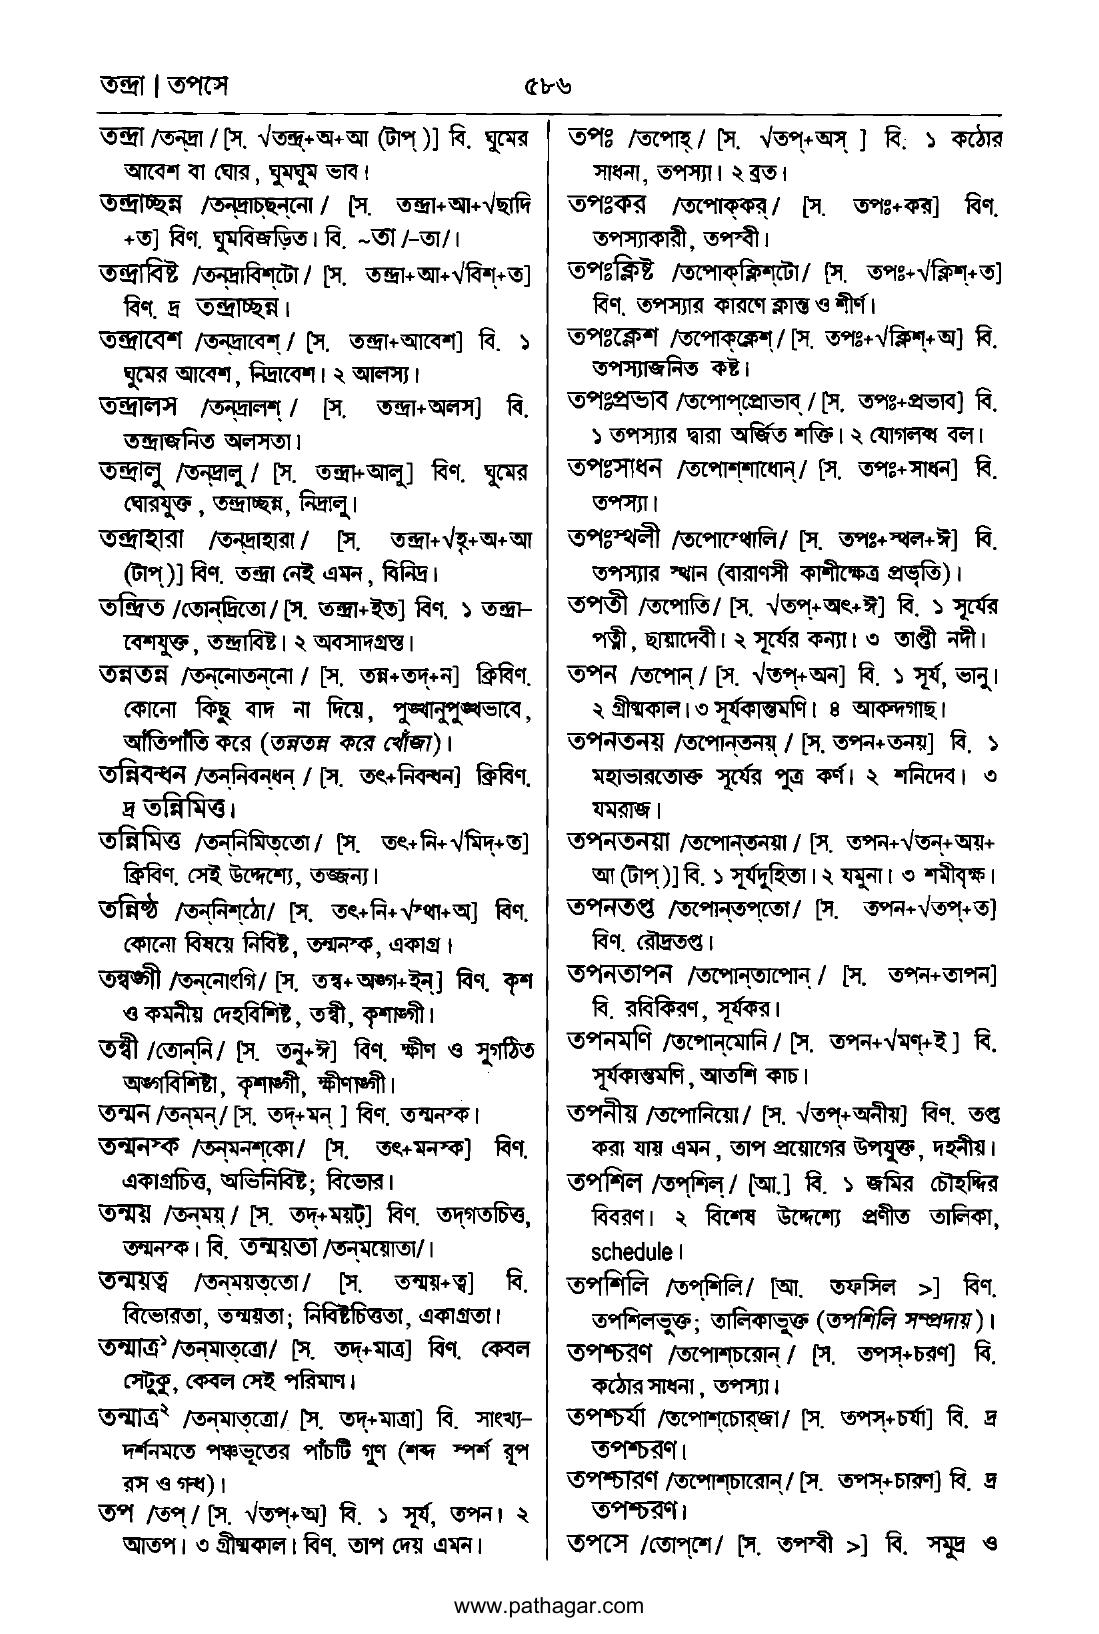 তন্দ্রা | তপসে
৫৮৬
তন্দ্রা /তন্‌দ্রা / [স. √তন্দ্র্‌+অ+আ (টাপ্‌)] বি. ঘুমের
আবেশ বা ঘোর, ঘুমঘুম ভাব।
তন্দ্রাচ্ছন্ন /তন্‌দ্রাচ্‌ছন্‌নো / [স. তন্দ্রা+আ+√ছাদি
+ত] বিণ. ঘুমবিজড়িত। বি. ~তা /–তা/।
তন্দ্রাবিষ্ট /তন্‌দ্রাবিশ্‌টো / [স. তন্দ্রা+আ+√বিশ্‌+ত]
বিণ. দ্র তন্দ্রাচ্ছন্ন।
তন্দ্রাবেশ /তন্‌দ্রাবেশ্‌ / [স. তন্দ্রা+আবেশ] বি. ১
ঘুমের আবেশ, নিদ্রাবেশ। ২ আলস্য।
তন্দ্রালস /তন্‌দ্রালশ্‌ / [স. তন্দ্রা+অলস] বি.
তন্দ্রাজনিত অলসতা।
তন্দ্রালু /তন্‌দ্রালু / [স. তন্দ্রা+আলু] বিণ. ঘুমের
ঘোরযুক্ত, তন্দ্রাচ্ছন্ন, নিদ্রালু।
তন্দ্রাহারা /তন্‌দ্রাহারা / [স. তন্দ্রা+√হৃ+অ+আ
(টাপ্‌)] বিণ. তন্দ্রা নেই এমন, বিনিদ্র।
তন্দ্রিত /তোন্‌দ্রিতো / [স. তন্দ্রা+ইত] বিণ. ১ তন্দ্রা–
বেশযুক্ত, তন্দ্রাবিষ্ট। ২ অবসাদগ্রস্ত।
তন্নতন্ন /তন্‌নোতন্‌নো / [স. তন্ন+তদ্‌+ন] ক্রিবিণ.
কোনো কিছু বাদ না দিয়ে, পুঙ্খানুপুঙ্খভাবে,
আঁতিপাঁতি করে (তন্নতন্ন করে খোঁজা)।
তন্নিবন্ধন /তন্‌নিবন্‌ধন্‌ / [স. তৎ+নিবন্ধন] ক্রিবিণ.
দ্র তন্নিমিত্ত।
তন্নিমিত্ত /তন্‌নিমিত্‌তো / [স. তৎ+নি+√মিদ্‌+ত]
ক্রিবিণ. সেই উদ্দেশ্যে, তজ্জন্য।
তন্নিষ্ঠ /তন্‌নিশ্‌ঠো/ [স. তৎ+নি+√স্থা+অ] বিণ.
কোনো বিষয়ে নিবিষ্ট, তন্মনস্ক, একাগ্র।
তন্বঙ্গী /তন্‌নোংগি/ [স. তন্ব+অঙ্গ+ইন্‌] বিণ. কৃশ
ও কমনীয় দেহবিশিষ্ট, তন্বী, কৃশাঙ্গী।
তন্বী /তোন্‌নি/ [স. তনু+ঈ] বিণ. ক্ষীণ ও সুগঠিত
অঙ্গবিশিষ্টা, কৃশাঙ্গী, ক্ষীণাঙ্গী।
তন্মন /তন্‌মন্‌/ [স. তদ্‌+মন্‌ ] বিণ. তন্মনস্ক।
তন্মনস্ক /তন্‌মনশ্‌কো/ [স. তৎ+মনস্ক] বিণ.
একাগ্রচিত্ত, অভিনিবিষ্ট; বিভোর।
তন্ময় /তন্‌ময়্‌ / [স. তদ্‌+ময়ট্‌] বিণ. তদ্‌গতচিত্ত,
তন্মনস্ক। বি. তন্ময়তা /তন্‌ময়োতা/।
তন্ময়ত্ব /তন্‌ময়ত্‌তো/ [স. তন্ময়+ত্ব] বি.
বিভোরতা, তন্ময়তা; নিবিষ্টচিত্ততা, একাগ্রতা।
তন্মাত্র১ /তন্‌মাত্‌ত্রো/ [স. তদ্‌+মাত্র] বিণ. কেবল
সেটুকু, কেবল সেই পরিমাণ।
তন্মাত্র২ /তন্‌মাত্‌ত্রো/ [স. তদ্‌+মাত্রা] বি. সাংখ্য–
দর্শনমতে পঞ্চভূতের পাঁচটি গুণ (শব্দ স্পর্শ রূপ
রস ও গন্ধ)।
তপ /তপ্‌ / [স. √তপ্‌+অ] বি. ১ সূর্য, তপন। ২
আতপ। ৩ গ্রীষ্মকাল। বিণ. তাপ দেয় এমন।
তপঃ /তপোহ্‌ / [স. √তপ্‌+অস্‌ ] বি. ১ কঠোর
সাধনা, তপস্যা। ২ ব্রত।
তপঃকর /তপোক্‌কর্‌ / [স. তপঃ+কর] বিণ.
তপস্যাকারী, তপস্বী।
তপঃক্লিষ্ট /তপোক্‌ক্লিশ্‌টো/ [স. তপঃ+√ক্লিশ্‌+ত]
বিণ. তপস্যার কারণে ক্লান্ত ও শীর্ণ।
তপঃক্লেশ /তপোক্‌ক্লেশ্‌ / [স. তপঃ+√ক্লিশ্‌+অ] বি.
তপস্যাজনিত কষ্ট।
তপঃপ্রভাব /তপোপ্‌প্রোভাব্‌ / [স. তপঃ+প্রভাব] বি.
১ তপস্যার দ্বারা অর্জিত শক্তি। ২ যোগলব্ধ বল।
তপঃসাধন /তপোশ্‌শাধোন্‌ / [স. তপঃ+সাধন] বি.
তপস্যা।
তপঃস্থলী /তপোস্থোলি/ [স. তপঃ+স্থল+ঈ] বি.
তপস্যার স্থান (বারাণসী কাশীক্ষেত্র প্রভৃতি)।
তপতী /তপোতি/ [স. √তপ্‌+অৎ+ঈ] বি. ১ সূর্যের
পত্নী, ছায়াদেবী। ২ সূর্যের কন্যা। ৩ তাপ্তী নদী।
তপন /তপোন্‌ / [স. √তপ্‌+অন] বি. ১ সূর্য, ভানু।
২ গ্রীষ্মকাল। ৩ সূর্যকান্তমণি। ৪ আকন্দগাছ।
তপনতনয় /তপোন্‌তনয়্‌ / [স. তপন+তনয়] বি. ১
মহাভারতোক্ত সূর্যের পুত্র কর্ণ। ২ শনিদেব। ৩
যমরাজ।
তপনতনয়া /তপোন্‌তনয়া / [স. তপন+√তন্‌+অয়+
আ (টাপ্‌)] বি. ১ সূর্যদুহিতা। ২ যমুনা। ৩ শমীবৃক্ষ।
তপনতপ্ত /তপোন্‌তপ্‌তো/ [স. তপন+√তপ্‌+ত]
বিণ. রৌদ্রতপ্ত।
তপনতাপন /তপোন্‌তাপোন্‌ / [স. তপন+তাপন]
বি. রবিকিরণ, সূর্যকর।
তপনমণি /তপোন্‌মোনি / [স. তপন+√মণ্‌+ই ] বি.
সূর্যকান্তমণি, আতশি কাচ।
তপনীয় /তপোনিয়ো / [স. √তপ্‌+অনীয়] বিণ. তপ্ত
করা যায় এমন, তাপ প্রয়োগের উপযুক্ত, দহনীয়।
তপশিল /তপ্‌শিল্‌ / [আ.] বি. ১ জমির চৌহদ্দির
বিবরণ। ২ বিশেষ উদ্দেশ্যে প্রণীত তালিকা,
schedule।
তপশিলি /তপ্‌শিলি/ [আ. তফসিল >] বিণ.
তপশিলভুক্ত; তালিকাভুক্ত (তপশিলি সম্প্রদায়)।
তপশ্চরণ /তপোশ্‌চরোন্‌ / [স. তপস্‌+চরণ] বি.
কঠোর সাধনা, তপস্যা।
তপশ্চর্যা /তপোশ্‌চোর্‌জা/ [স. তপস্‌+চর্যা] বি. দ্র
তপশ্চরণ।
তপশ্চারণ /তপোশ্‌চারোন্‌ / [স. তপস্‌+চারণ] বি. দ্র
তপশ্চরণ।
তপসে /তোপ্‌শে/ [স. তপস্বী >] বি. সমুদ্র ও
www.pathagar.com